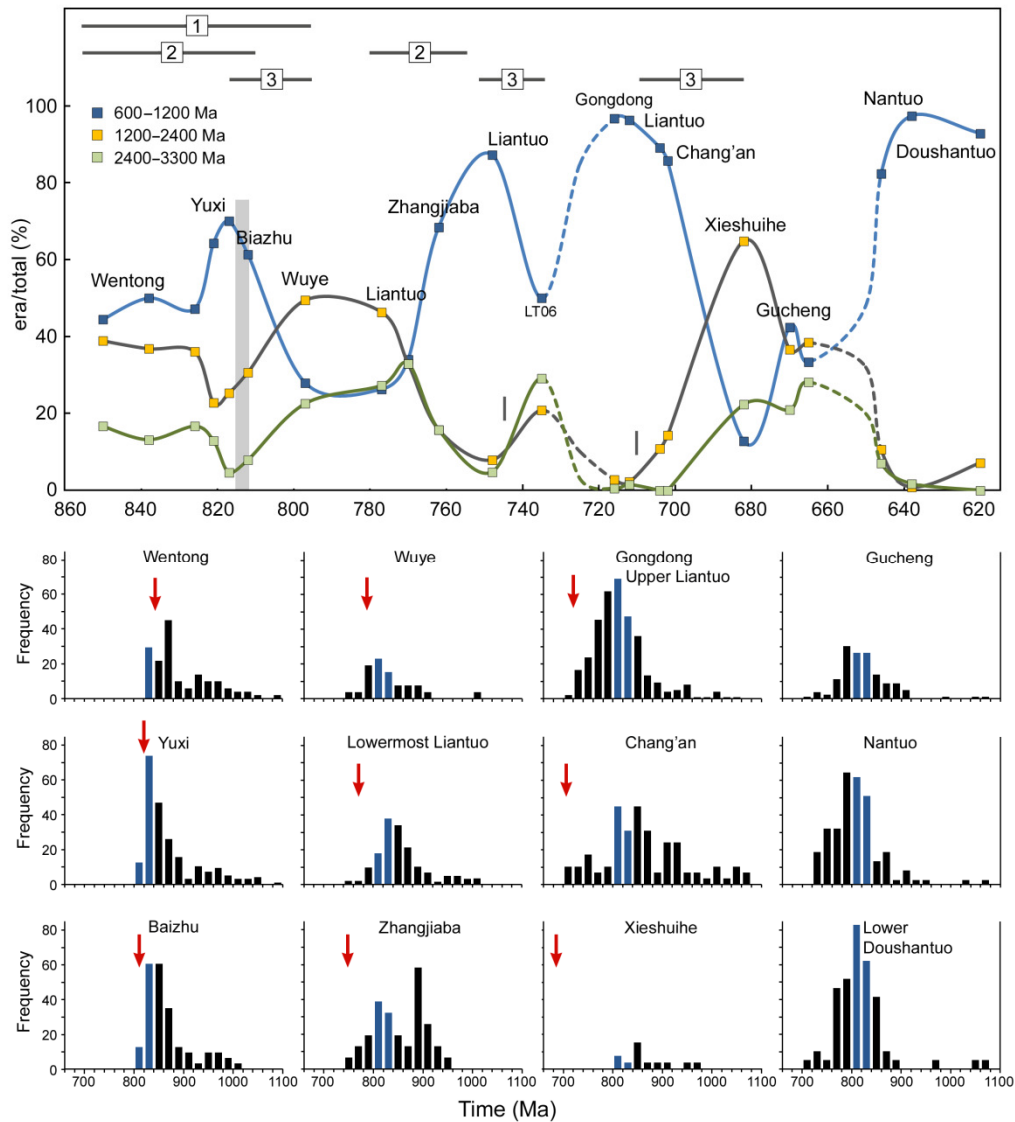 1
2
2
3
3
3
100
80
60
40
20
0
era/total (%)
600–1200 Ma
1200-2400 Ma
2400–3300 Ma
Gongdong
Liantuo
Chang'an
Liantuo
Nantuo
Doushantuo
Yuxi
Biazhu
Zhangjiaba
Xieshuihe
Wentong
Wuye
Liantuo
LT06
Gucheng
860 840 820 800 780 760 740 720 700 680 660 640 620
Wentong
Wuye
Gongdong
Upper Liantuo
Gucheng
Frequency
80
60
40
20
0
Yuxi
Lowermost Liantuo
Chang'an
Nantuo
Frequency
80
60
40
20
0
Baizhu
Zhangjiaba
Xieshuihe
Lower
Doushantuo
Frequency
80
60
40
20
0
700 800 900 1000 1100
700 800 900 1000 1100
700 800 900 1000 1100
700 800 900 1000 1100
Time (Ma)